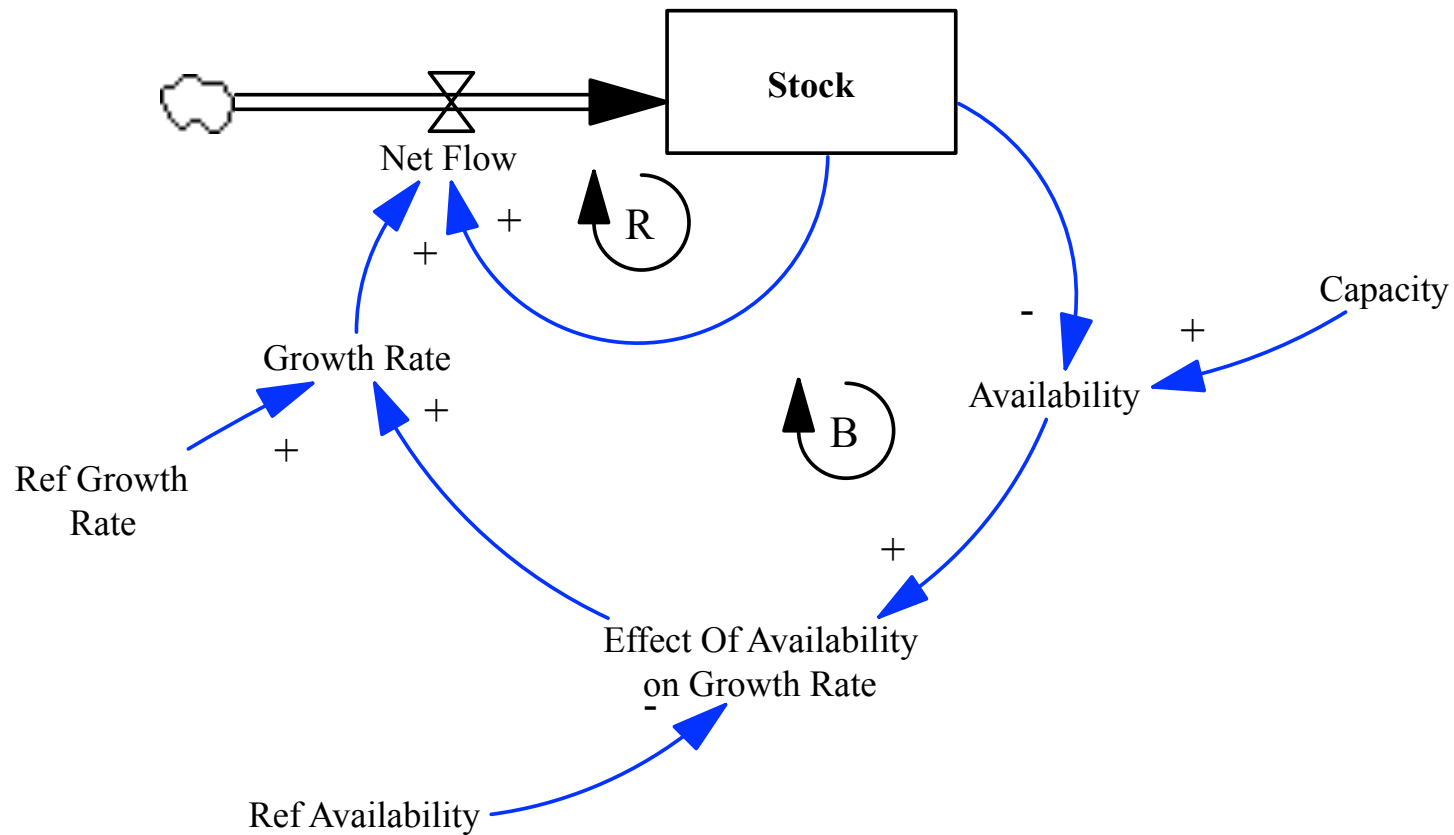 Stock
Net Flow
+
R
+
-
Capacity
+
Growth Rate
Availability
+
B
+
Ref Growth
Rate
+
Effect Of Availability
on Growth Rate
-
Ref Availability